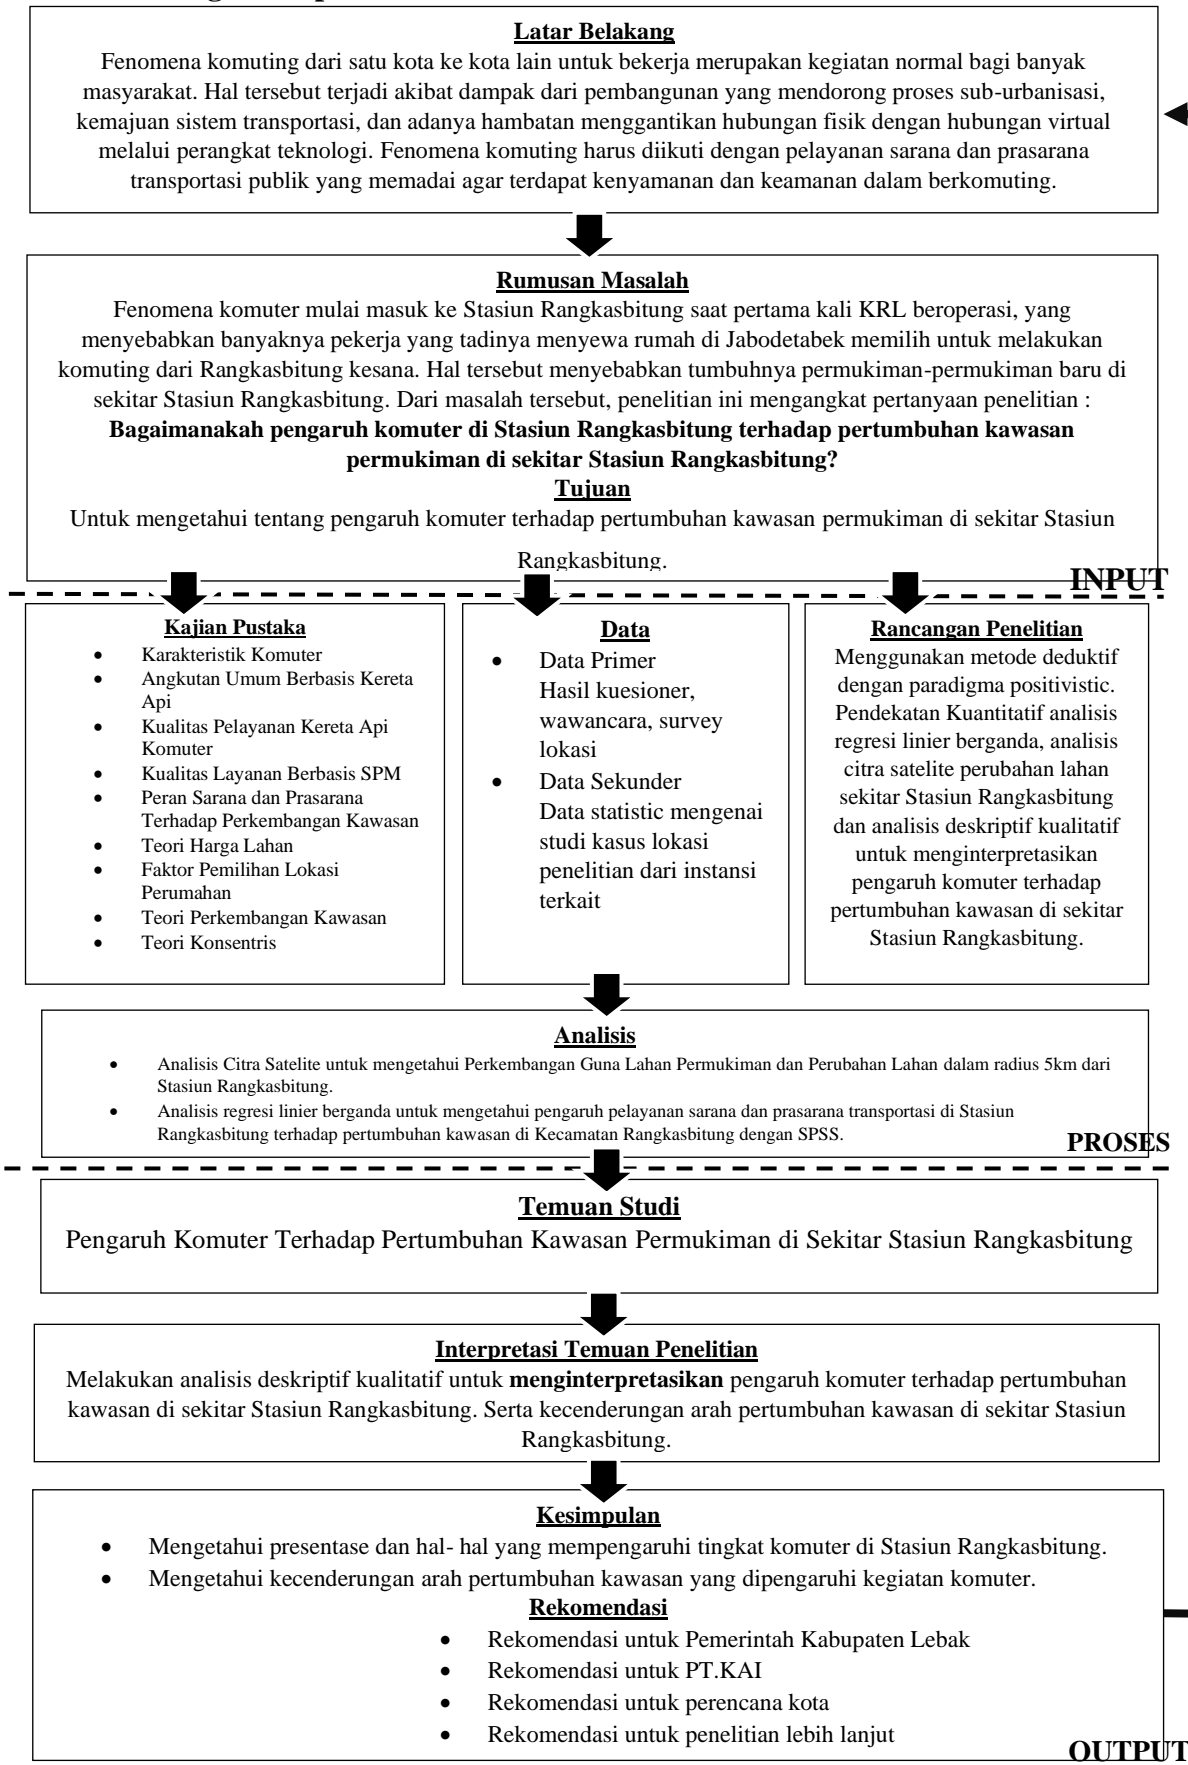 Latar Belakang
Fenomena komuting dari satu kota ke kota lain untuk bekerja merupakan kegiatan normal bagi banyak
masyarakat. Hal tersebut terjadi akibat dampak dari pembangunan yang mendorong proses sub-urbanisasi,
kemajuan sistem transportasi, dan adanya hambatan menggantikan hubungan fisik dengan hubungan virtual
melalui perangkat teknologi. Fenomena komuting harus diikuti dengan pelayanan sarana dan prasarana
transportasi publik yang memadai agar terdapat kenyamanan dan keamanan dalam berkomuting.
Rumusan Masalah
Fenomena komuter mulai masuk ke Stasiun Rangkasbitung saat pertama kali KRL beroperasi, yang
menyebabkan banyaknya pekerja yang tadinya menyewa rumah di Jabodetabek memilih untuk melakukan
komuting dari Rangkasbitung kesana. Hal tersebut menyebabkan tumbuhnya permukiman-permukiman baru di
sekitar Stasiun Rangkasbitung. Dari masalah tersebut, penelitian ini mengangkat pertanyaan penelitian :
Bagaimanakah pengaruh komuter di Stasiun Rangkasbitung terhadap pertumbuhan kawasan
permukiman di sekitar Stasiun Rangkasbitung?
Tujuan
Untuk mengetahui tentang pengaruh komuter terhadap pertumbuhan kawasan permukiman di sekitar Stasiun
Rangkasbitung.
INPUT
Kajian Pustaka
• Karakteristik Komuter
• Angkutan Umum Berbasis Kereta
Api
• Kualitas Pelayanan Kereta Api
Komuter
• Kualitas Layanan Berbasis SPM
• Peran Sarana dan Prasarana
Terhadap Perkembangan Kawasan
• Teori Harga Lahan
• Faktor Pemilihan Lokasi
Perumahan
• Teori Perkembangan Kawasan
• Teori Konsentris
Data
• Data Primer
Hasil kuesioner,
wawancara, survey
lokasi
• Data Sekunder
Data statistic mengenai
studi kasus lokasi
penelitian dari instansi
terkait
Rancangan Penelitian
Menggunakan metode deduktif
dengan paradigma positivistic.
Pendekatan Kuantitatif analisis
regresi linier berganda, analisis
citra satelite perubahan lahan
sekitar Stasiun Rangkasbitung
dan analisis deskriptif kualitatif
untuk menginterpretasikan
pengaruh komuter terhadap
pertumbuhan kawasan di sekitar
Stasiun Rangkasbitung.
Analisis
• Analisis Citra Satelite untuk mengetahui Perkembangan Guna Lahan Permukiman dan Perubahan Lahan dalam radius 5km dari
Stasiun Rangkasbitung.
• Analisis regresi linier berganda untuk mengetahui pengaruh pelayanan sarana dan prasarana transportasi di Stasiun
Rangkasbitung terhadap pertumbuhan kawasan di Kecamatan Rangkasbitung dengan SPSS.
PROSES
Temuan Studi
Pengaruh Komuter Terhadap Pertumbuhan Kawasan Permukiman di Sekitar Stasiun Rangkasbitung
Interpretasi Temuan Penelitian
Melakukan analisis deskriptif kualitatif untuk menginterpretasikan pengaruh komuter terhadap pertumbuhan
kawasan di sekitar Stasiun Rangkasbitung. Serta kecenderungan arah pertumbuhan kawasan di sekitar Stasiun
Rangkasbitung.
Kesimpulan
• Mengetahui presentase dan hal- hal yang mempengaruhi tingkat komuter di Stasiun Rangkasbitung.
• Mengetahui kecenderungan arah pertumbuhan kawasan yang dipengaruhi kegiatan komuter.
Rekomendasi
• Rekomendasi untuk Pemerintah Kabupaten Lebak
• Rekomendasi untuk PT.KAI
• Rekomendasi untuk perencana kota
• Rekomendasi untuk penelitian lebih lanjut
OUTPUT